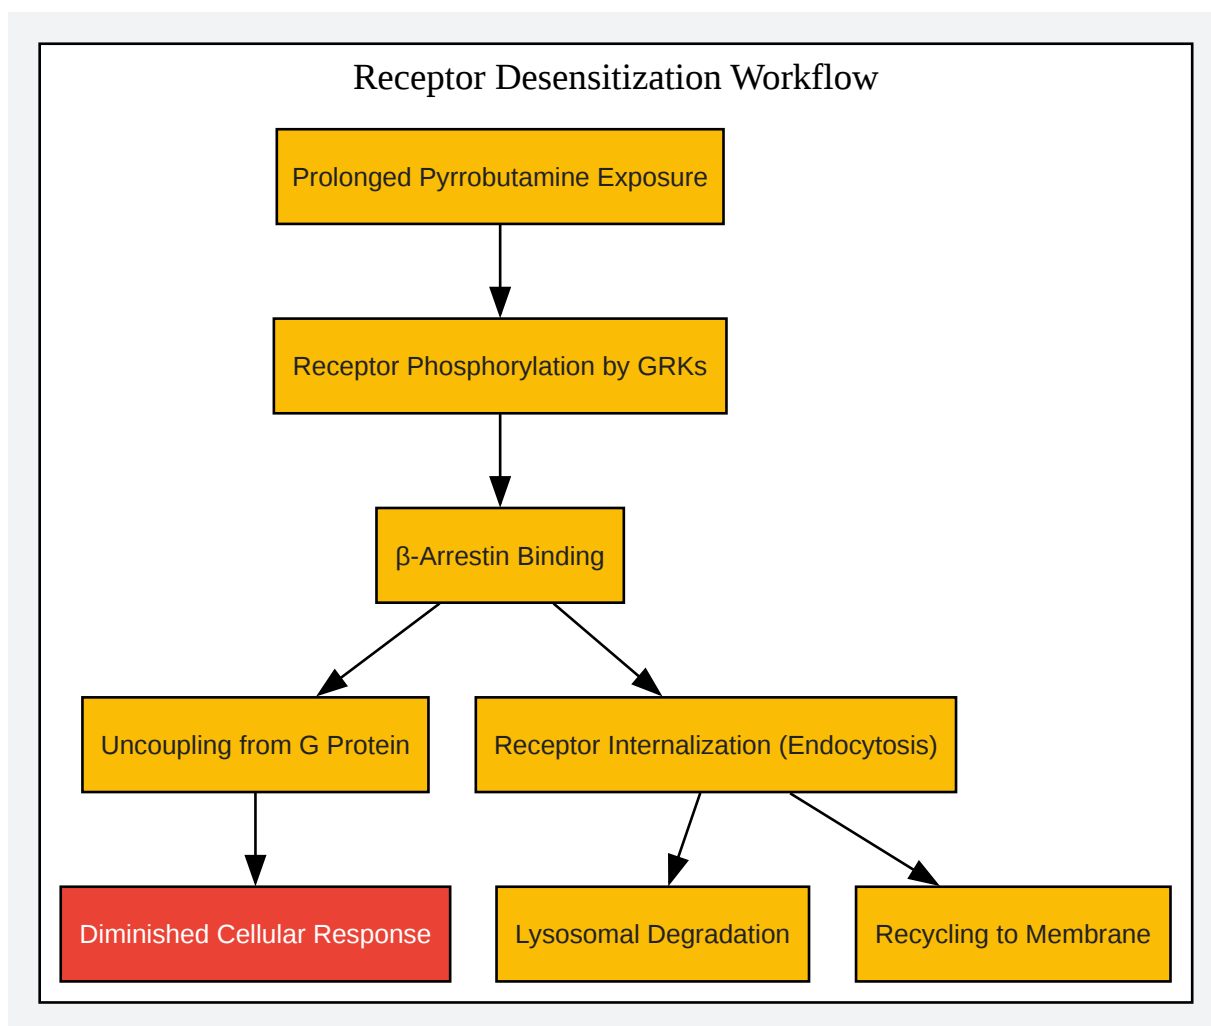 Receptor Desensitization Workflow
Prolonged Pyrrobutamine Exposure
Receptor Phosphorylation by GRKs
β-Arrestin Binding
Uncoupling from G Protein
Receptor Internalization (Endocytosis)
Diminished Cellular Response
Lysosomal Degradation
Recycling to Membrane